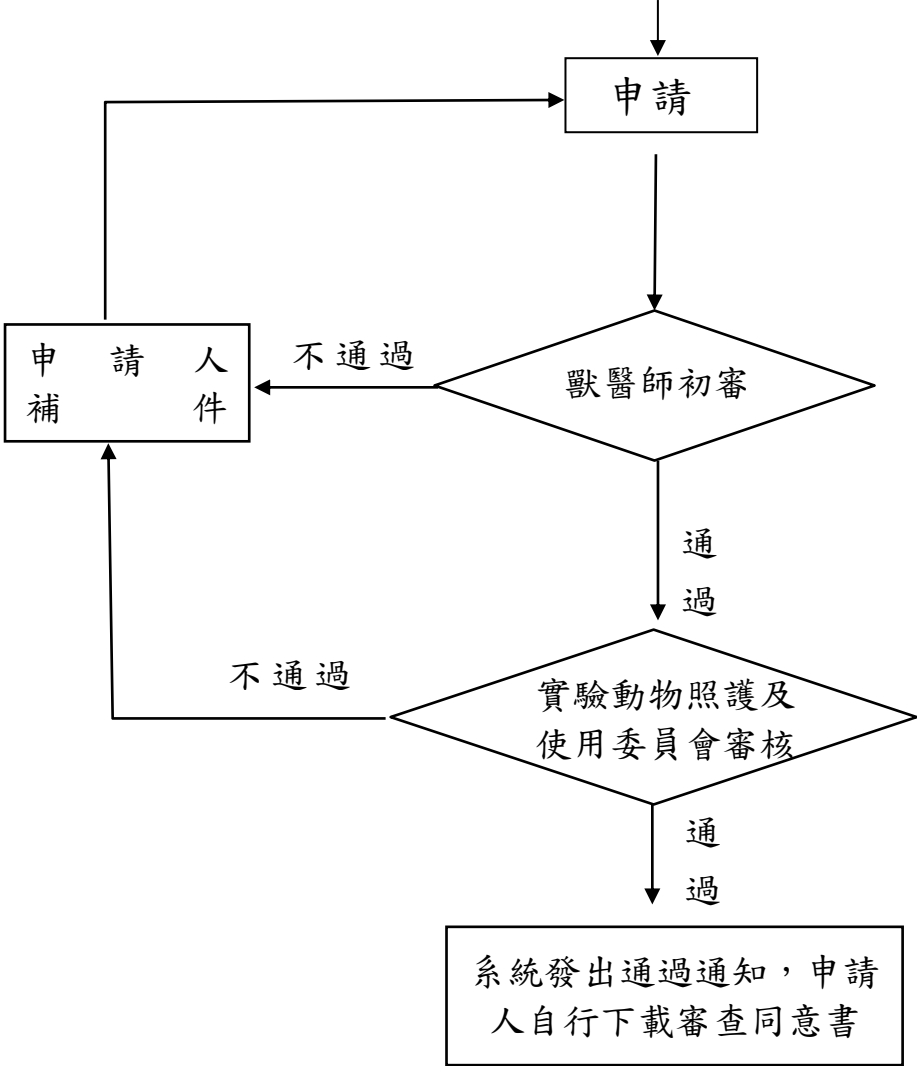 申請
不通過
獸醫師初審
申請人
補件
通
過
不通過
實驗動物照護及
使用委員會審核
通
過
系統發出通過通知，申請
人自行下載審查同意書